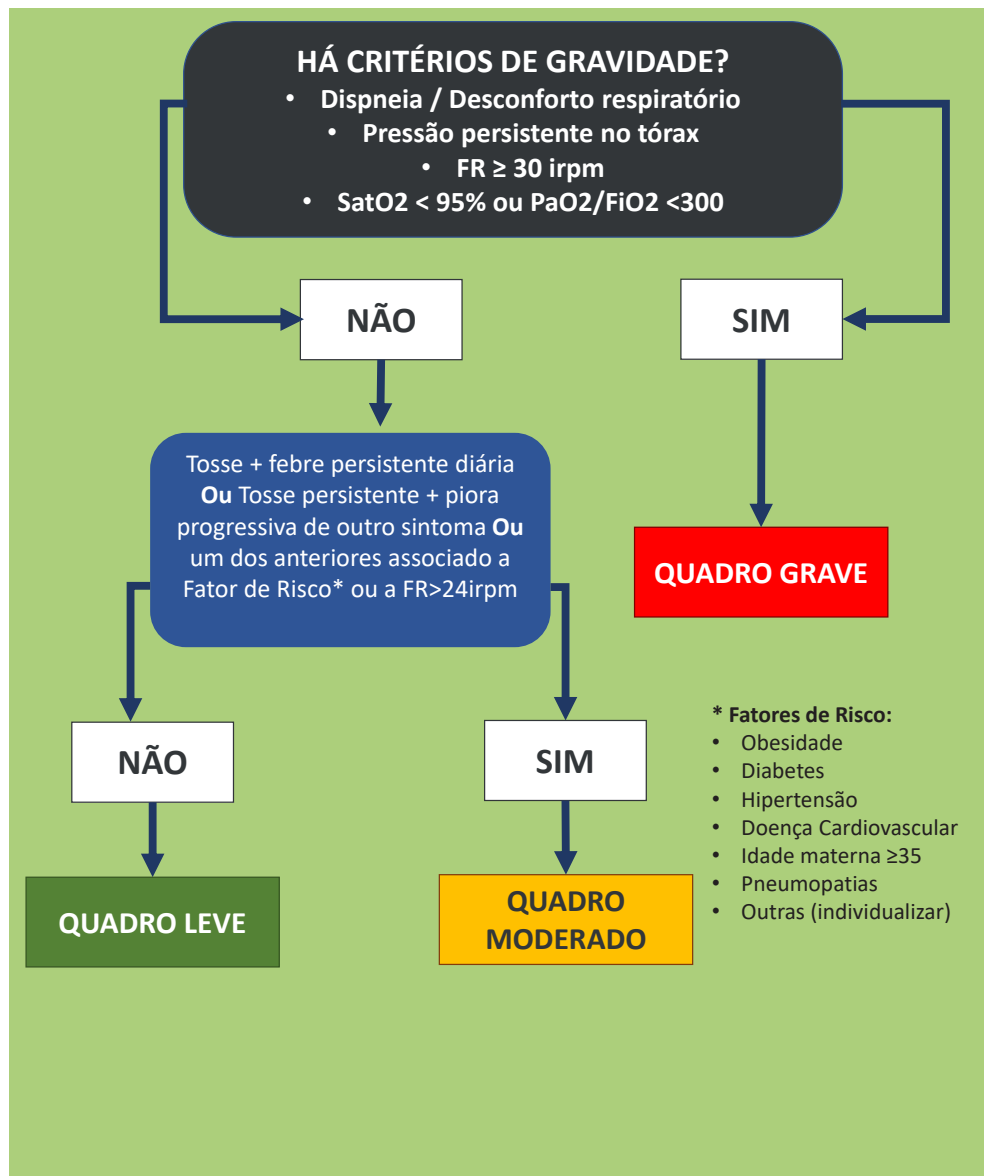 HÁ CRITÉRIOS DE GRAVIDADE?
• Dispneia / Desconforto respiratório
• Pressão persistente no tórax
• FR ≥ 30 irpm
• SatO2 < 95% ou PaO2/FiO2 <300
NÃO
SIM
Tosse + febre persistente diária
Ou Tosse persistente + piora
progressiva de outro sintoma Ou
um dos anteriores associado a
Fator de Risco* ou a FR>24irpm
QUADRO GRAVE
NÃO
SIM
* Fatores de Risco:
• Obesidade
• Diabetes
• Hipertensão
• Doença Cardiovascular
• Idade materna ≥35
• Pneumopatias
• Outras (individualizar)
QUADRO LEVE
QUADRO
MODERADO